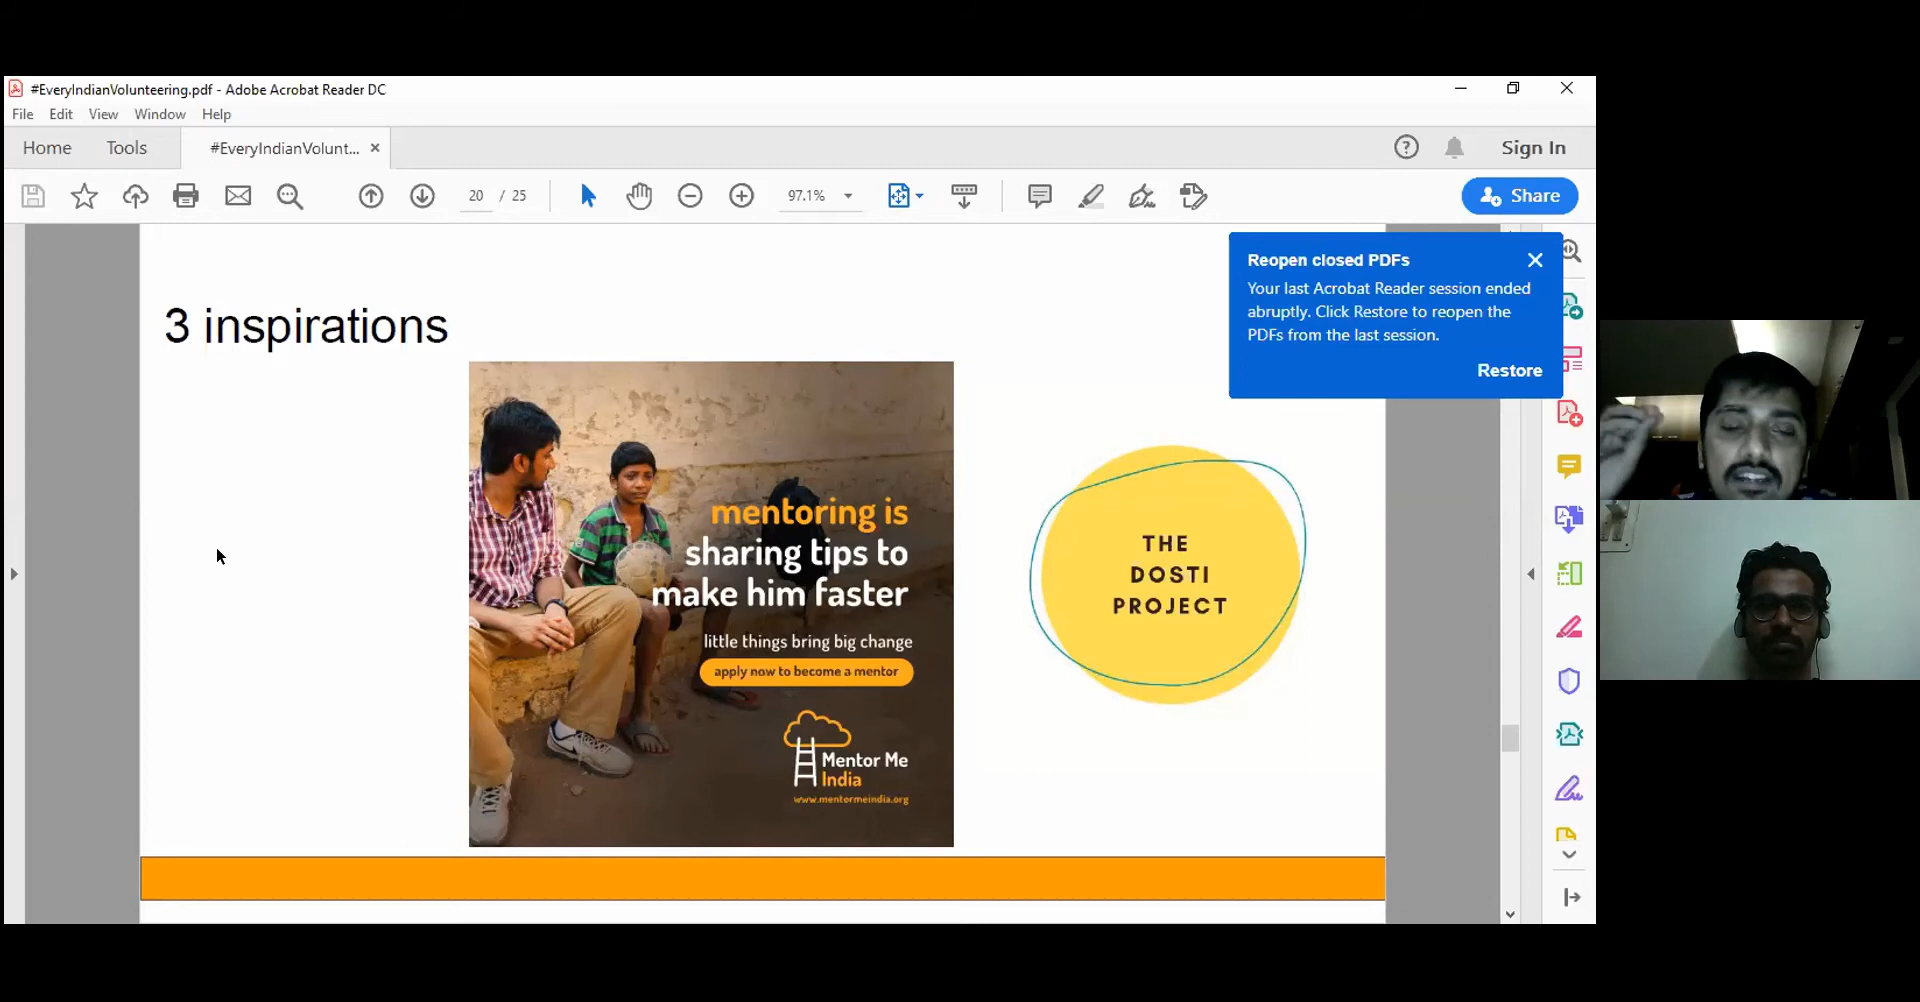 #EveryIndianVolunteering.pdf - Adobe Acrobat Reader DC
File Edit View Window Help
Home Tools #EveryIndianVolunt... Sign In
20 / 25 97.1% Share
Reopen closed PDFs
Your last Acrobat Reader session ended
abruptly. Click Restore to reopen the
PDFs from the last session.
Restore
3 inspirations
mentoring is
sharing tips to
make him faster
little things bring big change
apply now to become a mentor
Mentor Me
India
www.mentormeindia.org
THE
DOSTI
PROJECT